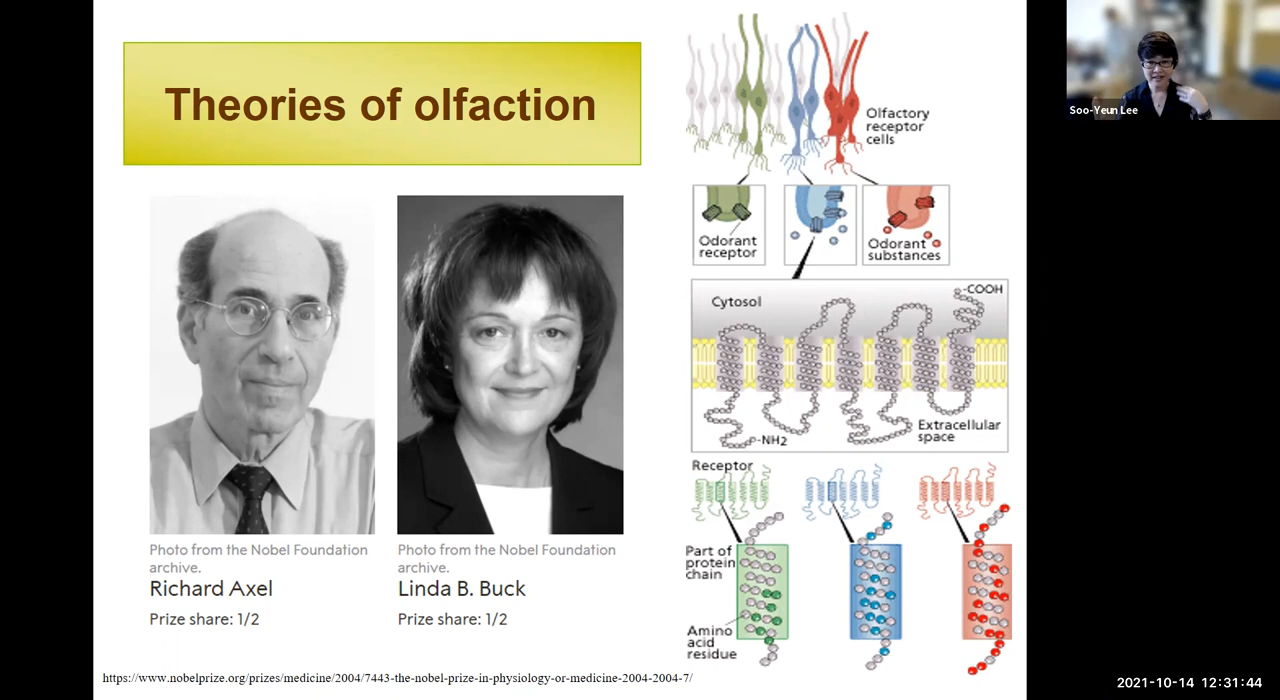 Theories of olfaction
Photo from the Nobel Foundation
archive.
Richard Axel
Prize share: 1/2
Photo from the Nobel Foundation
archive.
Linda B. Buck
Prize share: 1/2
https://www.nobelprize.org/prizes/medicine/2004/7443-the-nobel-prize-in-physiology-or-medicine-2004-2004-7/
Olfactory
receptor
cells
Odorant
receptor
Odorant
substances
Cytosol
-COOH
-NH2
Extracellular
space
Receptor
Part of
protein
chain
Amino
acid
residue
Soo-Yeun Lee
2021-10-14 12:31:44